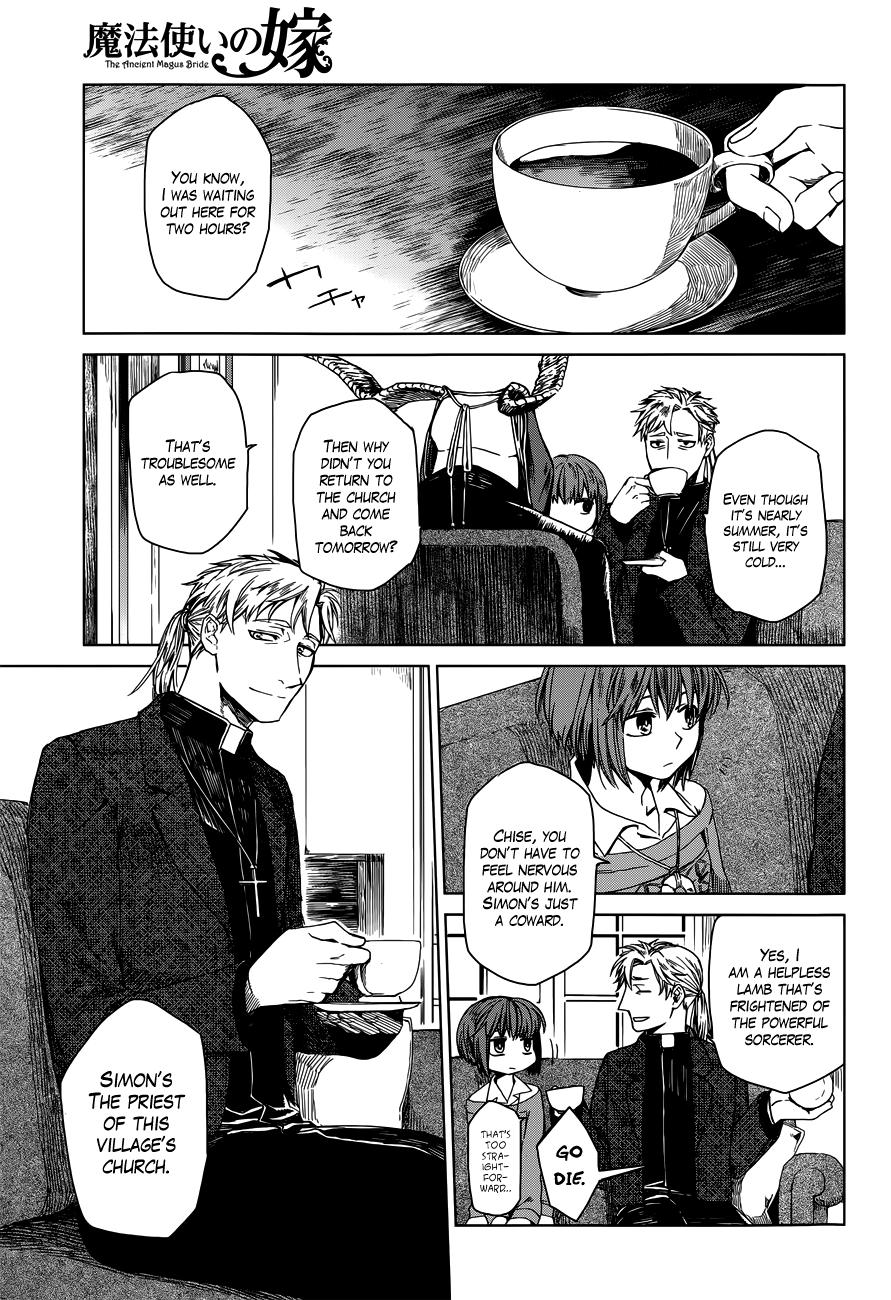 魔法使いの嫁
The Ancient Magus Bride
YOU KNOW,
I WAS WAITING
OUT HERE FOR
TWO HOURS?
カチャ
EVEN THOUGH
IT'S NEARLY
SUMMER, IT'S
STILL VERY
COLD...
THEN WHY
DIDN'T YOU
RETURN TO
THE CHURCH
AND COME
BACK
TOMORROW?
THAT'S
TROUBLESOME
AS WELL.
CHISE, YOU
DON'T HAVE TO
FEEL NERVOUS
AROUND HIM.
SIMON'S JUST
A COWARD.
YES, I
AM A HELPLESS
LAMB THAT'S
FRIGHTENED OF
THE POWERFUL
SORCERER.
GO
DIE.
THAT'S
TOO
STRA-
IGHT-
FOR-
WARD...
SIMON'S
THE PRIEST
OF THIS
VILLAGE'S
CHURCH.